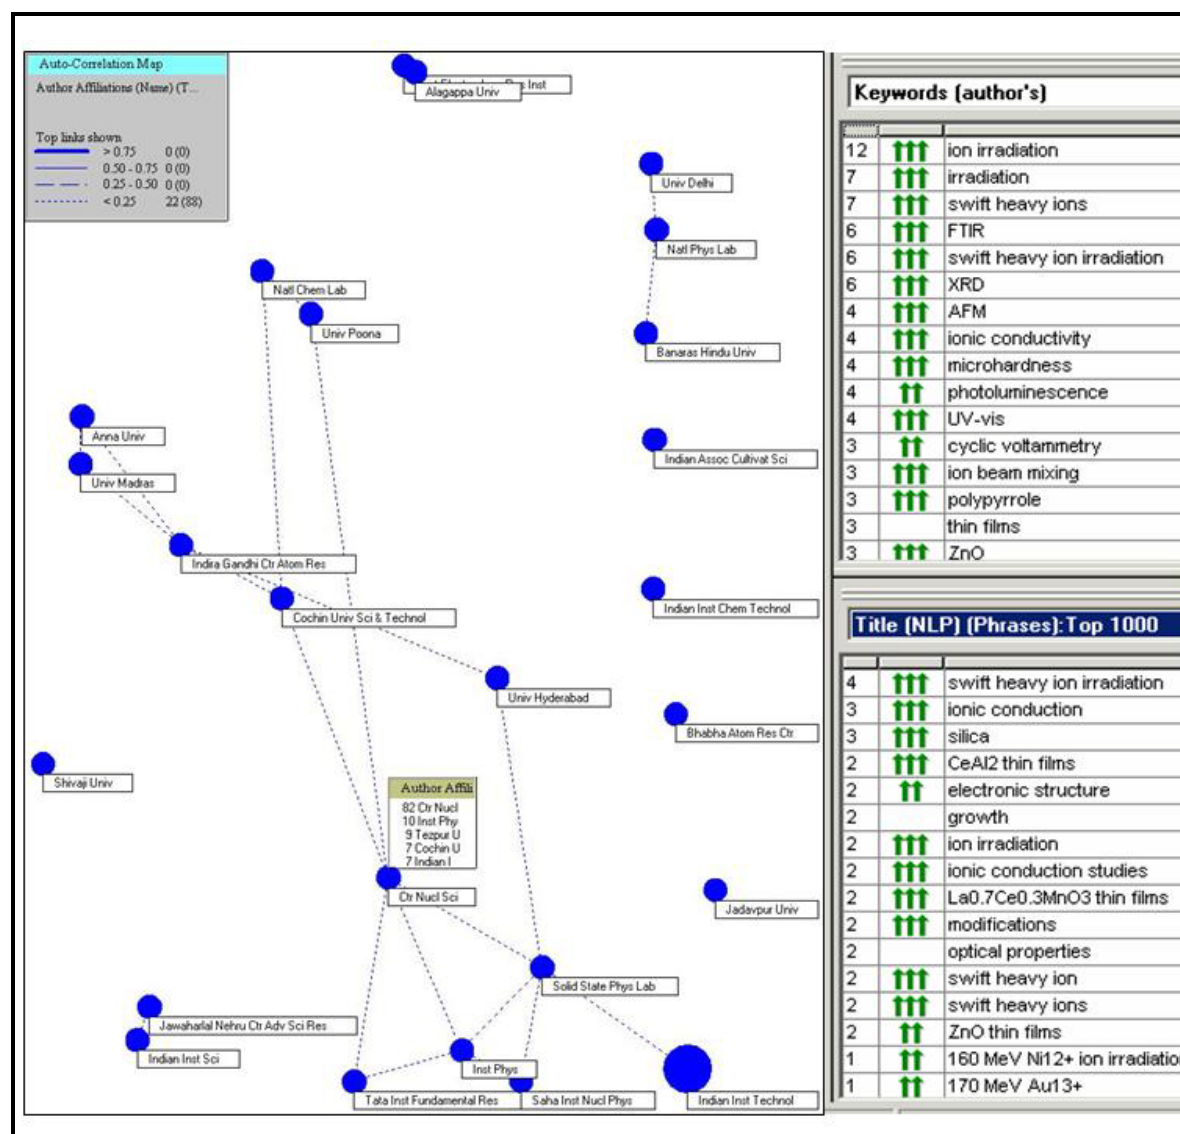 Auto-Correlation Map
Author Affiliations (Name) (T...
Top links shown
> 0.75 0 (0)
0.50 - 0.75 0 (0)
0.25 - 0.50 0 (0)
< 0.25 22 (88)
Res Inst
Alagappa Univ
Univ Delhi
Natl Phys Lab
Natl Chem Lab
Univ Poona
Banaras Hindu Univ
Anna Univ
Indian Assoc Cultivat Sci
Univ Madras
Indira Gandhi Ctr Atom Res
Indian Inst Chem Technol
Cochin Univ Sci & Technol
Univ Hyderabad
Bhabha Atom Res Ctr
Shivaji Univ
Author Affili
82 Ctr Nucl
10 Inst Phy
9 Tezpur U
7 Cochin U
7 Indian I
Ctr Nucl Sci
Jadavpur Univ
Solid State Phys Lab
Jawaharlal Nehru Ctr Adv Sci Res
Indian Inst Sci
Inst Phys
Tata Inst Fundamental Res
Saha Inst Nucl Phys
Indian Inst Technol
Keywords (author's)
12 ion irradiation
7 irradiation
7 swift heavy ions
6 FTIR
6 swift heavy ion irradiation
6 XRD
4 AFM
4 ionic conductivity
4 microhardness
4 photoluminescence
4 UV-vis
3 cyclic voltammetry
3 ion beam mixing
3 polypyrrole
3 thin films
3 ZnO
Title (NLP) (Phrases):Top 1000
4 swift heavy ion irradiation
3 ionic conduction
3 silica
2 CeAl2 thin films
2 electronic structure
2 growth
2 ion irradiation
2 ionic conduction studies
2 La0.7Ce0.3MnO3 thin films
2 modifications
2 optical properties
2 swift heavy ion
2 swift heavy ions
2 ZnO thin films
1 160 MeV Ni12+ ion irradiatio
1 170 MeV Au13+